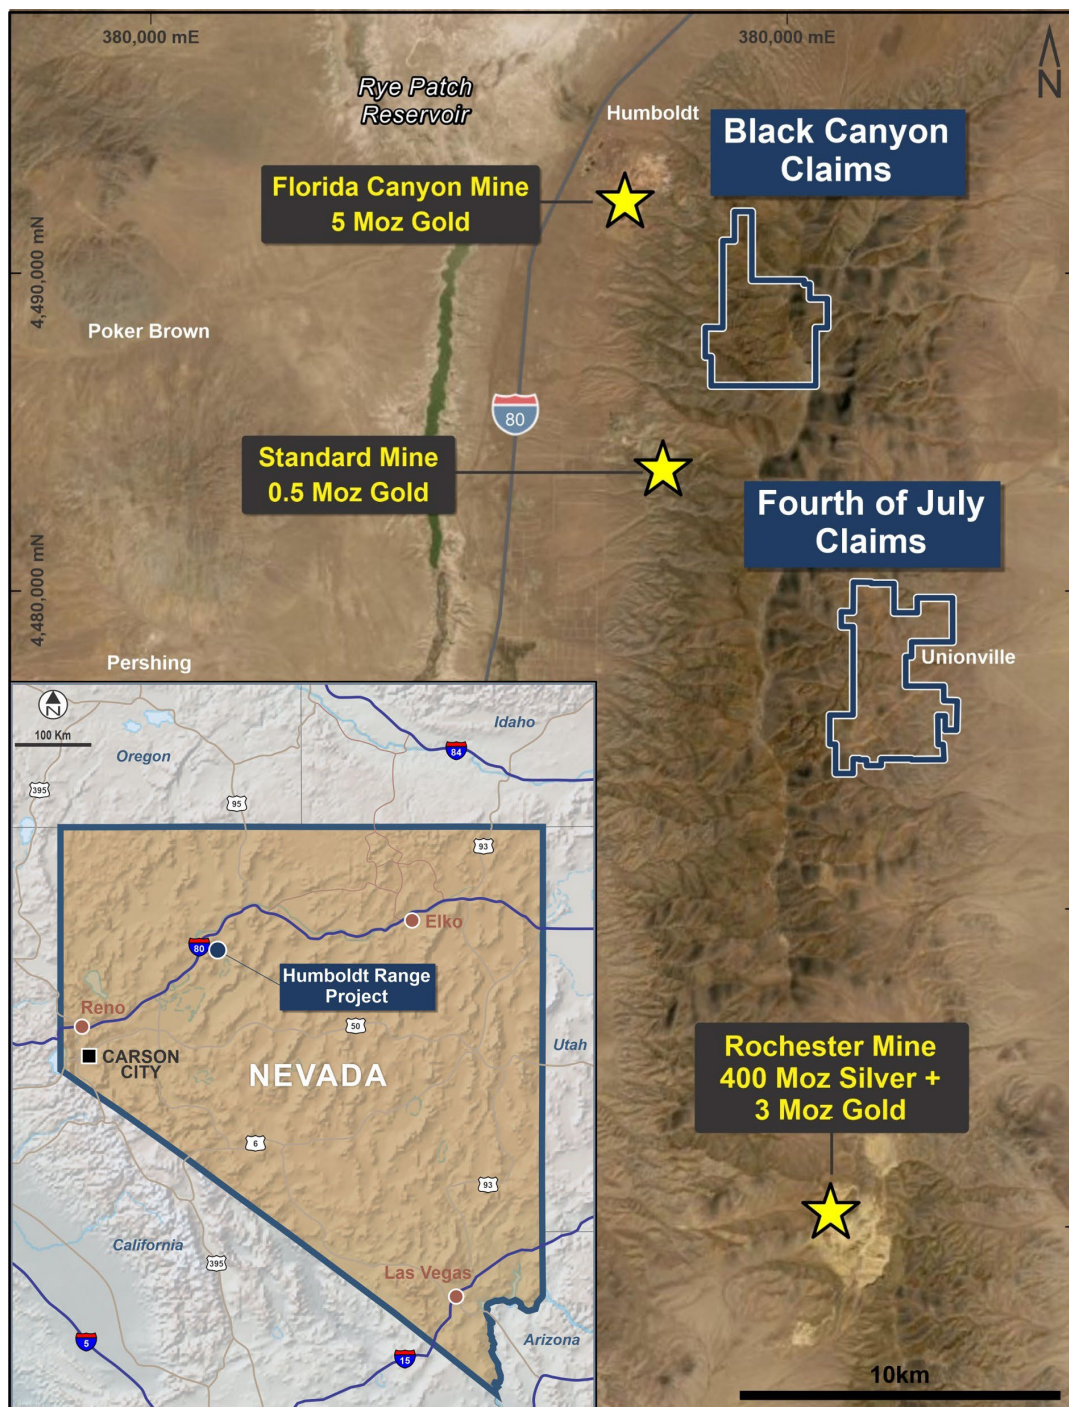 380,000 mE
380,000 mE
N
Rye Patch
Reservoir
Humboldt
Black Canyon
Claims
Florida Canyon Mine
5 Moz Gold
4,490,000 mN
Poker Brown
80
Standard Mine
0.5 Moz Gold
Fourth of July
Claims
4,480,000 mN
Unionville
Pershing
N
100 Km
Idaho
Oregon
84
395
95
93
Elko
80
Humboldt Range
Project
Reno
50
CARSON
CITY
Utah
NEVADA
Rochester Mine
400 Moz Silver +
3 Moz Gold
6
93
California
395
Las Vegas
Arizona
5
15
10km